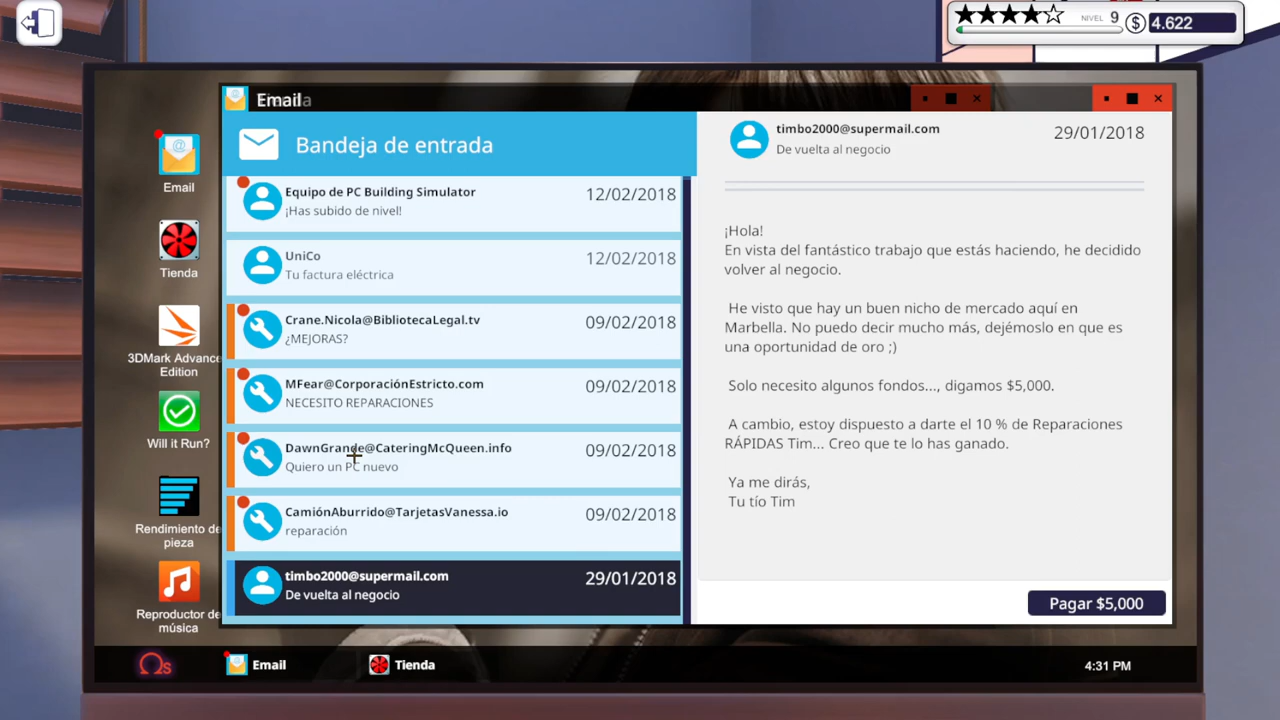 NIVEL 9
$ 4.622
Email
Bandeja de entrada
Equipo de PC Building Simulator
12/02/2018
¡Has subido de nivel!
UniCo
12/02/2018
Tu factura eléctrica
Crane.Nicola@BibliotecaLegal.tv
09/02/2018
¿MEJORAS?
MFear@CorporaciónEstricto.com
09/02/2018
NECESITO REPARACIONES
DawnGrande@CateringMcQueen.info
09/02/2018
Quiero un PC nuevo
CamiónAburrido@TarjetasVanessa.io
09/02/2018
reparación
timbo2000@supermail.com
29/01/2018
De vuelta al negocio
timbo2000@supermail.com
29/01/2018
De vuelta al negocio
¡Hola!
En vista del fantástico trabajo que estás haciendo, he decidido
volver al negocio.
He visto que hay un buen nicho de mercado aquí en
Marbella. No puedo decir mucho más, dejémoslo en que es
una oportunidad de oro ;)
Solo necesito algunos fondos..., digamos $5,000.
A cambio, estoy dispuesto a darte el 10 % de Reparaciones
RÁPIDAS Tim... Creo que te lo has ganado.
Ya me dirás,
Tu tío Tim
Pagar $5,000
Email
Tienda
3DMark Advance
Edition
Will it Run?
Rendimiento de
pieza
Reproductor de
música
Ωs
Email
Tienda
4:31 PM